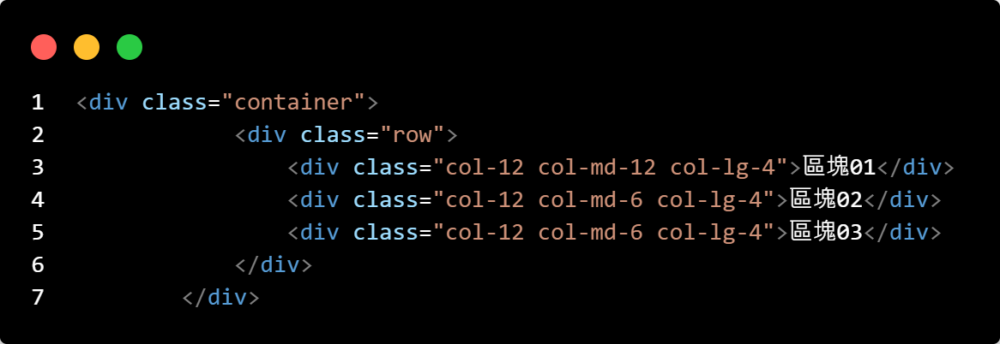 1 <div class="container">
2 <div class="row">
3 <div class="col-12 col-md-12 col-lg-4">區塊01</div>
4 <div class="col-12 col-md-6 col-lg-4">區塊02</div>
5 <div class="col-12 col-md-6 col-lg-4">區塊03</div>
6 </div>
7 </div>